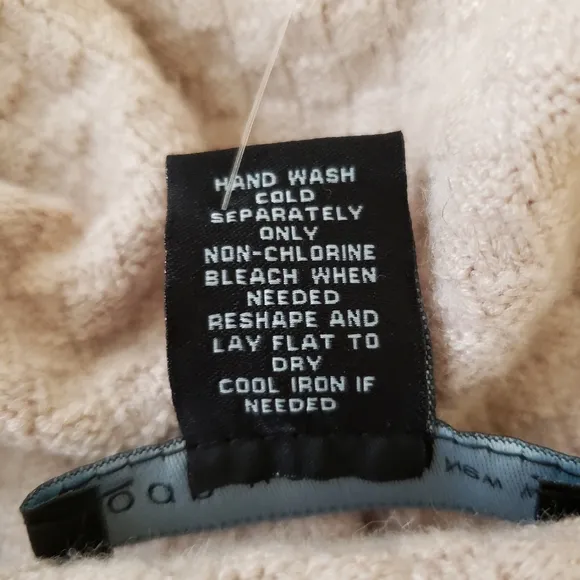 HAND WASH
COLD
SEPARATELY
ONLY
NON-CHLORINE
BLEACH WHEN
NEEDED
RESHAPE AND
LAY FLAT TO
DRY
COOL IRON IF
NEEDED